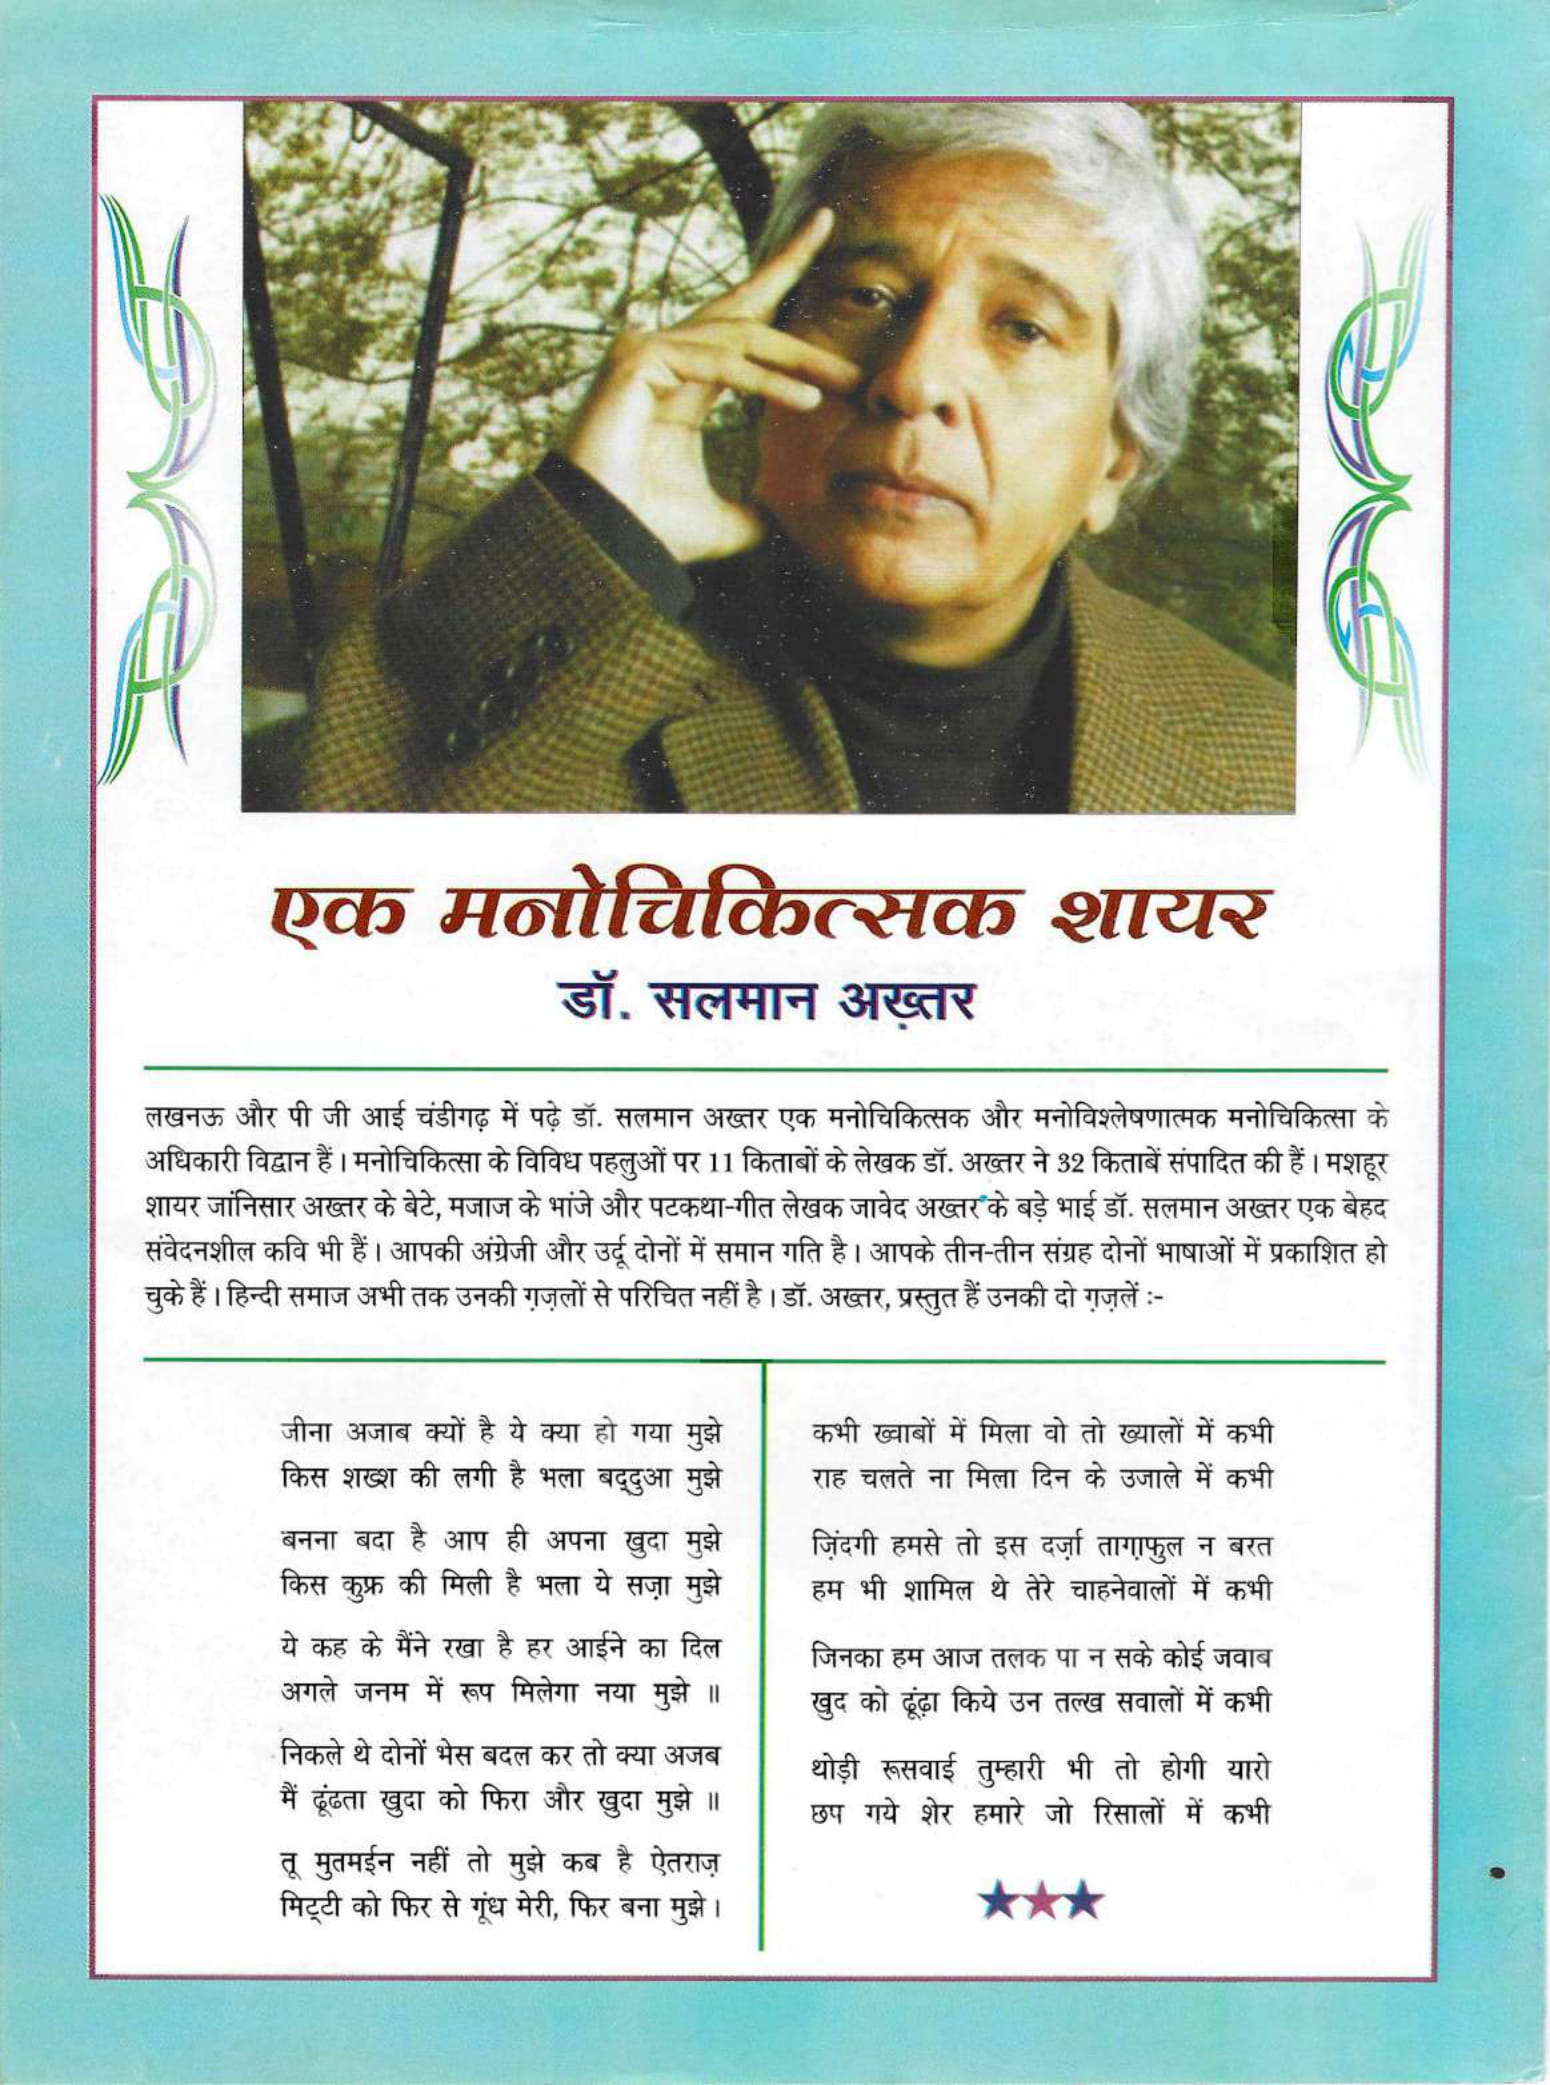 एक मनोचिकित्सक शायर
डॉ. सलमान अख़्तर
लखनऊ और पी जी आई चंडीगढ़ में पढ़े डॉ. सलमान अख्तर एक मनोचिकित्सक और मनोविश्लेषणात्मक मनोचिकित्सा के
अधिकारी विद्वान हैं। मनोचिकित्सा के विविध पहलुओं पर 11 किताबों के लेखक डॉ. अख्तर ने 32 किताबें संपादित की हैं। मशहूर
शायर जांनिसार अख्तर के बेटे, मजाज के भांजे और पटकथा-गीत लेखक जावेद अख्तर के बड़े भाई डॉ. सलमान अख्तर एक बेहद
संवेदनशील कवि भी हैं। आपकी अंग्रेजी और उर्दू दोनों में समान गति है। आपके तीन-तीन संग्रह दोनों भाषाओं में प्रकाशित हो
चुके हैं। हिन्दी समाज अभी तक उनकी ग़ज़लों से परिचित नहीं है। डॉ. अख्तर, प्रस्तुत हैं उनकी दो ग़ज़लें :-
जीना अजाब क्यों है ये क्या हो गया मुझे
किस शख्श की लगी है भला बद्दुआ मुझे
बनना बदा है आप ही अपना खुदा मुझे
किस कुफ्र की मिली है भला ये सज़ा मुझे
ये कह के मैंने रखा है हर आईने का दिल
अगले जनम में रूप मिलेगा नया मुझे ॥
निकले थे दोनों भेस बदल कर तो क्या अजब
मैं ढूंढता खुदा को फिरा और खुदा मुझे ॥
तू मुतमईन नहीं तो मुझे कब है ऐतराज़
मिट्टी को फिर से गूंध मेरी, फिर बना मुझे।
कभी ख्वाबों में मिला वो तो ख्यालों में कभी
राह चलते ना मिला दिन के उजाले में कभी
ज़िंदगी हमसे तो इस दर्ज़ा तागा़फुल न बरत
हम भी शामिल थे तेरे चाहनेवालों में कभी
जिनका हम आज तलक पा न सके कोई जवाब
खुद को ढूंढ़ा किये उन तल्ख सवालों में कभी
थोड़ी रूसवाई तुम्हारी भी तो होगी यारो
छप गये शेर हमारे जो रिसालों में कभी